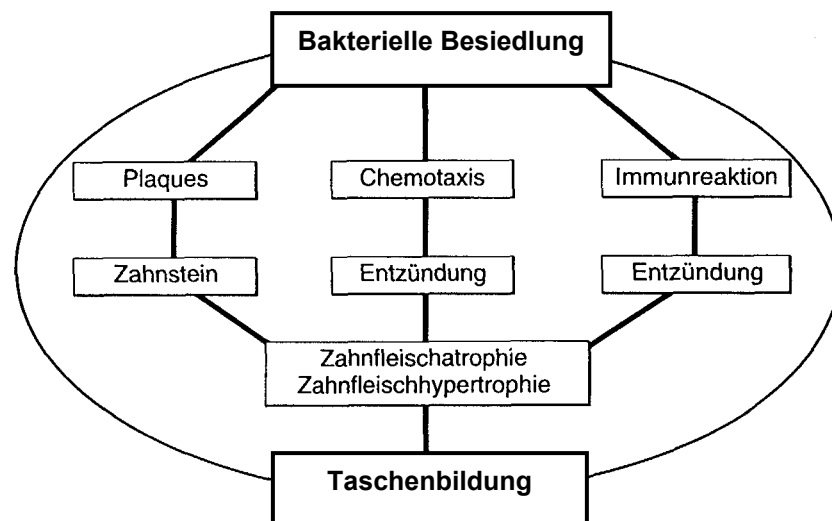 Bakterielle Besiedlung
Plaques
Chemotaxis
Immunreaktion
Zahnstein
Entzündung
Entzündung
Zahnfleischatrophie
Zahnfleischhypertrophie
Taschenbildung